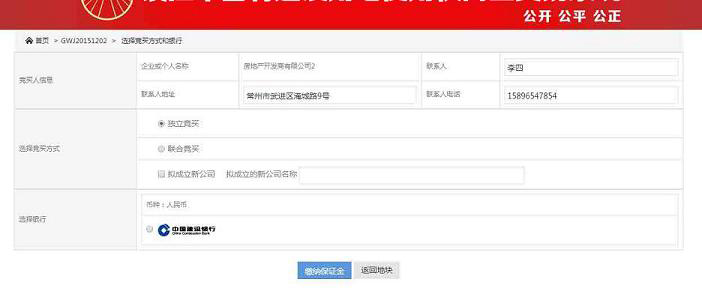 公开 公平 公正
首页 > GWJ20151202 > 选择竞买方式和银行
竞买人信息
企业或个人名称
房地产开发商有限公司2
联系人
李四
联系人地址
常州市武进区淹城路9号
联系人电话
15896547854
选择竞买方式
独立竞买
联合竞买
拟成立新公司 拟成立的新公司名称
选择银行
币种：人民币
中国建设银行
China Construction Bank
缴纳保证金 返回地块